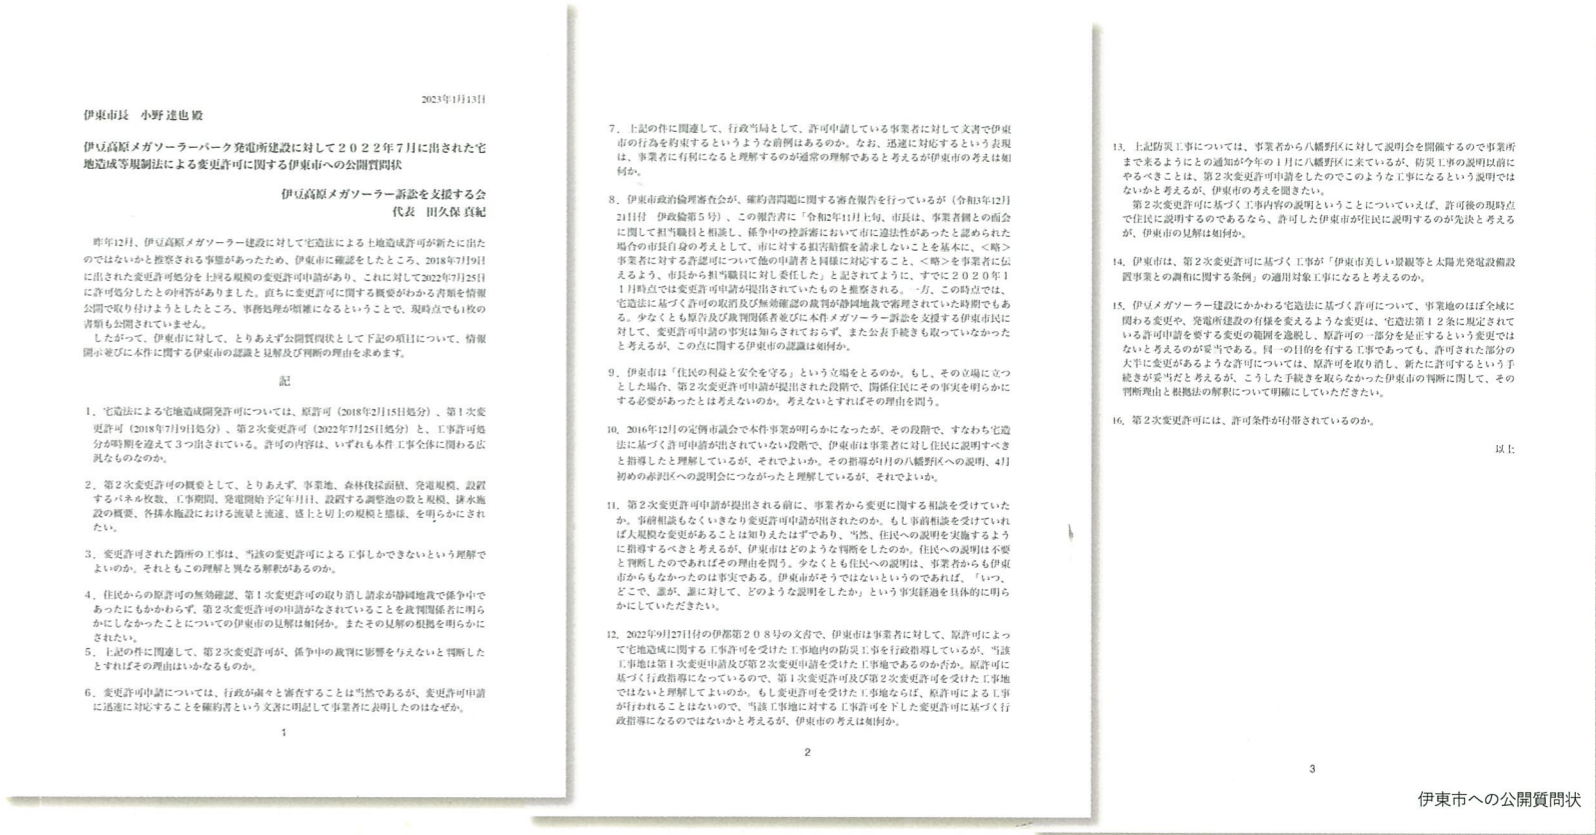 2023年1月13日
伊東市長　小野 達也 殿
伊豆高原メガソーラーパーク発電所建設に対して２０２２年７月に出された宅
地造成等規制法による変更許可に関する伊東市への公開質問状
伊豆高原メガソーラー訴訟を支援する会
代表　田久保 真紀
昨年12月、伊豆高原メガソーラー建設に対して宅造法による土地造成許可が新たに出た
のではないかと推察される事態があったため、伊東市に確認をしたところ、2018年7月9日
に出された変更許可処分を上回る規模の変更許可申請があり、これに対して2022年7月25日
に許可処分したとの回答がありました。直ちに変更許可に関する概要がわかる書類を情報
公開で取り付けようとしたところ、事務処理が煩雑になるということで、現時点でも1枚の
書類も公開されていません。
したがって、伊東市に対して、とりあえず公開質問状として下記の項目について、情報
開示並びに本件に関する伊東市の認識と見解及び判断の理由を求めます。
記
1．宅造法による宅地造成開発許可については、原許可（2018年2月15日処分）、第１次変
更許可（2018年7月9日処分）、第２次変更許可（2022年7月25日処分）と、工事許可処
分が時期を違えて３つ出されている。許可の内容は、いずれも本件工事全体に関わる広
汎なものなのか。
2．第２次変更許可の概要として、とりあえず、事業地、森林伐採面積、発電規模、設置
するパネル枚数、工事期間、発電開始予定年月日、設置する調整池の数と規模、排水施
設の概要、各排水施設における流量と流速、盛土と切土の規模と態様、を明らかにされ
たい。
3．変更許可された箇所の工事は、当該の変更許可による工事しかできないという理解で
よいのか。それともこの理解と異なる解釈があるのか。
4．住民からの原許可の無効確認、第１次変更許可の取り消し請求が静岡地裁で係争中で
あったにもかかわらず、第２次変更許可の申請がなされていることを裁判関係者に明ら
かにしなかったことについての伊東市の見解は如何か。またその見解の根拠を明らかに
されたい。
5．上記の件に関連して、第２次変更許可が、係争中の裁判に影響を与えないと判断した
とすればその理由はいかなるものか。
6．変更許可申請については、行政が粛々と審査することは当然であるが、変更許可申請
に迅速に対応することを確約書という文書に明記して事業者に表明したのはなぜか。
1
7．上記の件に関連して、行政当局として、許可申請している事業者に対して文書で伊東
市の行為を約束するというような前例はあるのか。なお、迅速に対応するという表現
は、事業者に有利になると理解するのが通常の理解であると考えるが伊東市の考えは如
何か。
8．伊東市政治倫理審査会が、確約書問題に関する審査報告を行っているが（令和3年12月
21日付　伊政倫第５号）、この報告書に「令和2年11月上旬、市長は、事業者側との面会
に関して担当職員と相談し、係争中の控訴審において市に違法性があったと認められた
場合の市長自身の考えとして、市に対する損害賠償を請求しないことを基本に、＜略＞
事業者に対する許認可について他の申請者と同様に対応すること、＜略＞を事業者に伝
えるよう、市長から担当職員に対し委任した」と記されてように、すでに２０２０年１
１月時点では変更許可申請が提出されていたものと推察される。一方、この時点では、
宅造法に基づく許可の取消及び無効確認の裁判が静岡地裁で審理されていた時期でもあ
る。少なくとも原告及び裁判関係者並びに本件メガソーラー訴訟を支援する伊東市民に
対して、変更許可申請の事実は知らされておらず、また公表手続きも取っていなかった
と考えるが、この点に関する伊東市の認識は如何か。
9．伊東市は「住民の利益と安全を守る」という立場をとるのか。もし、その立場に立つ
とした場合、第２次変更許可申請が提出された段階で、関係住民にその事実を明らかに
する必要があったとは考えないのか。考えないとすればその理由を問う。
10．2016年12月の定例市議会で本件事業が明らかになったが、その段階で、すなわち宅造
法に基づく許可申請が出されていない段階で、伊東市は事業者に対し住民に説明すべき
と指導したと理解しているが、それでよいか。その指導が1月の八幡野区への説明、4月
初めの赤沢区への説明会につながったと理解しているが、それでよいか。
11．第２次変更許可申請が提出される前に、事業者から変更に関する相談を受けていた
か。事前相談もなくいきなり変更許可申請が出されたのか。もし事前相談を受けていれ
ば大規模な変更があることは知りえたはずであり、当然、住民への説明を実施するよう
に指導するべきと考えるが、伊東市はどのような判断をしたのか。住民への説明は不要
と判断したのであればその理由を問う。少なくとも住民への説明は、事業者からも伊東
市からもなかったのは事実である。伊東市がそうではないというのであれば、「いつ、
どこで、誰が、誰に対して、どのような説明をしたか」という事実経過を具体的に明ら
かにしていただきたい。
12．2022年9月27日付の伊都第２０８号の文書で、伊東市は事業者に対して、原許可によっ
て宅地造成に関する工事許可を受けた工事地内の防災工事を行政指導しているが、当該
工事地は第１次変更申請及び第２次変更申請を受けた工事地であるのか否か。原許可に
基づく行政指導になっているので、第１次変更許可及び第２次変更許可を受けた工事地
ではないと理解してよいのか。もし変更許可を受けた工事地ならば、原許可による工事
が行われることはないので、当該工事地に対する工事許可を下した変更許可に基づく行
政指導になるのではないかと考えるが、伊東市の考えは如何か。
2
13．上記防災工事については、事業者から八幡野区に対して説明会を開催するので事業所
まで来るようにとの通知が今年の１月に八幡野区に来ているが、防災工事の説明以前に
やるべきことは、第２次変更許可申請をしたのでこのような工事になるという説明では
ないかと考えるが、伊東市の考えを聞きたい。
第２次変更許可に基づく工事内容の説明ということについていえば、許可後の現時点
で住民に説明するのであるなら、許可した伊東市が住民に説明するのが先決と考える
が、伊東市の見解は如何か。
14．伊東市は、第２次変更許可に基づく工事が「伊東市美しい景観等と太陽光発電設備設
置事業との調和に関する条例」の適用対象工事になると考えるのか。
15．伊豆メガソーラー建設にかかわる宅造法に基づく許可について、事業地のほぼ全域に
関わる変更や、発電所建設の有様を変えるような変更は、宅造法第１２条に規定されて
いる許可申請を要する変更の範囲を逸脱し、原許可の一部分を是正するという変更では
ないと考えるのが妥当である。同一の目的を有する工事であっても、許可された部分の
大半に変更があるような許可については、原許可を取り消し、新たに許可するという手
続きが妥当だと考えるが、こうした手続きを取らなかった伊東市の判断に関して、その
判断理由と根拠法の解釈について明確にしていただきたい。
16．第２次変更許可には、許可条件が付帯されているのか。
以上
3
伊東市への公開質問状